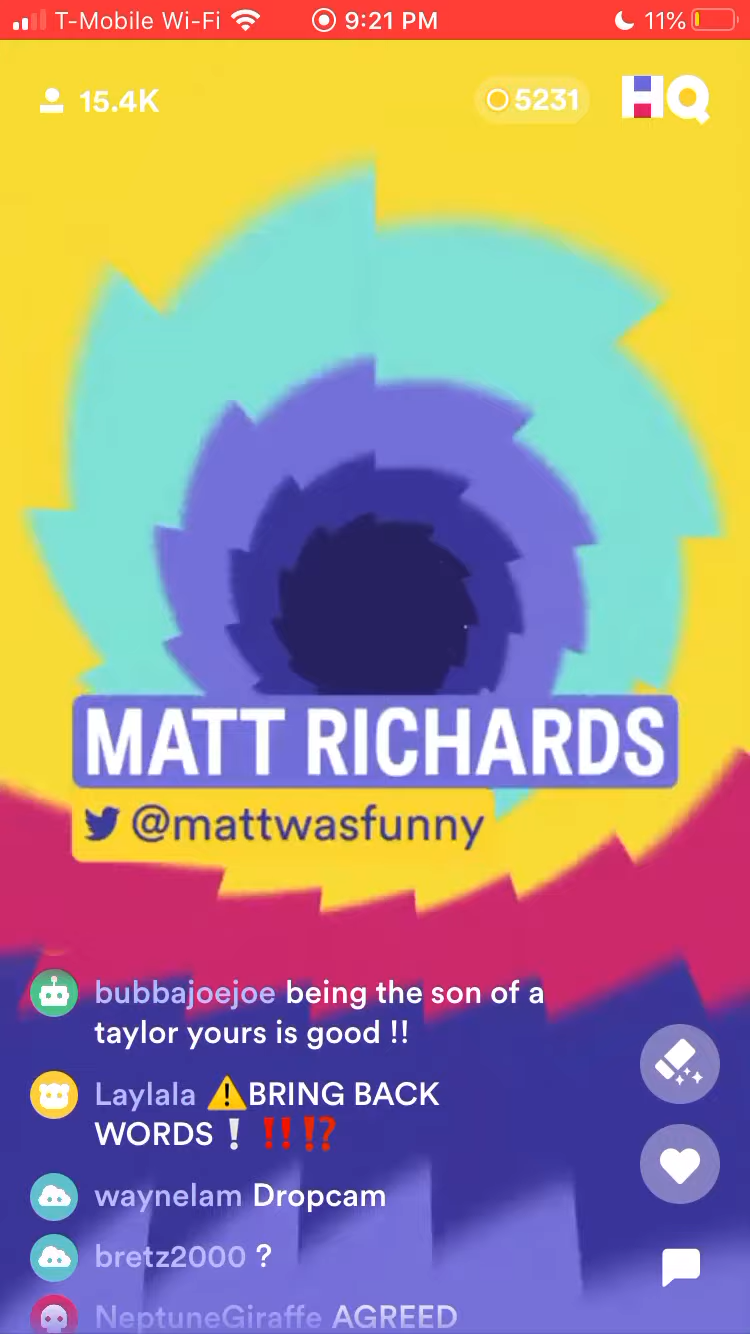 T-Mobile Wi-Fi 9:21 PM 11%
15.4K 5231 HQ
MATT RICHARDS
@mattwasfunny
bubbajoejoe being the son of a
taylor yours is good !!
Laylala ⚠️BRING BACK
WORDS❕‼️⁉️
waynelam Dropcam
bretz2000 ?
NeptuneGiraffe AGREED